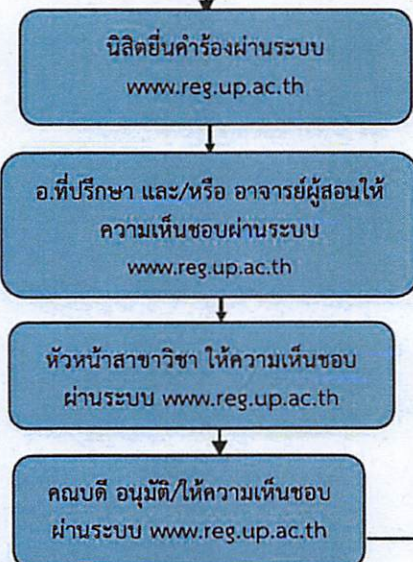 นิสิตยื่นคำร้องผ่านระบบ
www.reg.up.ac.th
อ.ที่ปรึกษา และ/หรือ อาจารย์ผู้สอนให้
ความเห็นชอบผ่านระบบ
www.reg.up.ac.th
หัวหน้าสาขาวิชา ให้ความเห็นชอบ
ผ่านระบบ www.reg.up.ac.th
คณบดี อนุมัติ/ให้ความเห็นชอบ
ผ่านระบบ www.reg.up.ac.th